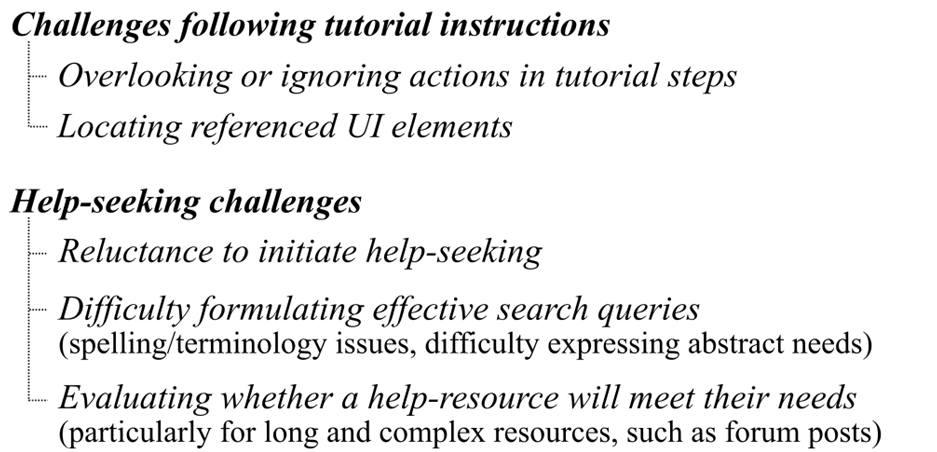 Challenges following tutorial instructions
Overlooking or ignoring actions in tutorial steps
Locating referenced UI elements
Help-seeking challenges
Reluctance to initiate help-seeking
Difficulty formulating effective search queries
(spelling/terminology issues, difficulty expressing abstract needs)
Evaluating whether a help-resource will meet their needs
(particularly for long and complex resources, such as forum posts)